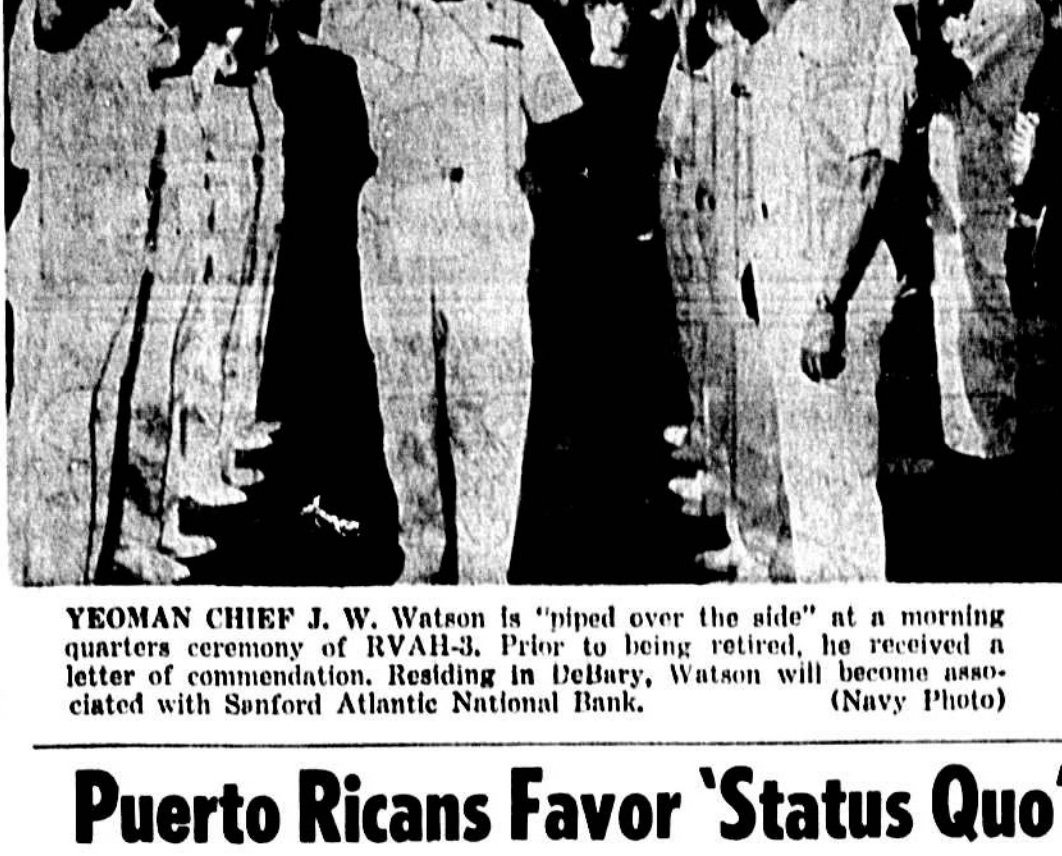 YEOMAN CHIEF J. W. Watson is "piped over the side" at a morning
quarters ceremony of RVAH-3. Prior to being retired, he received a
letter of commendation. Residing in DeBary, Watson will become asso-
ciated with Sanford Atlantic National Bank. (Navy Photo)
Puerto Ricans Favor 'Status Quo'